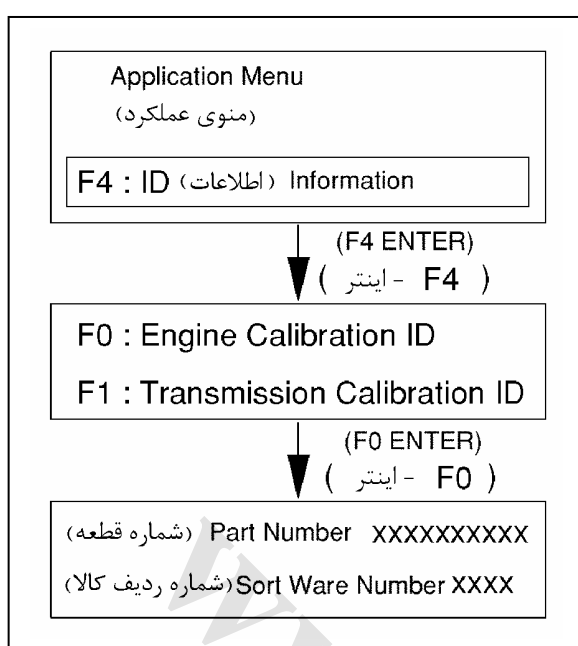 Application Menu
(منوی عملکرد)
F4 : ID (اطلاعات) Information
(F4 ENTER)
( F4 - اینتر )
F0 : Engine Calibration ID
F1 : Transmission Calibration ID
(F0 ENTER)
( F0 - اینتر )
(شماره قطعه) Part Number XXXXXXXXXX
(شماره ردیف کالا) Sort Ware Number XXXX